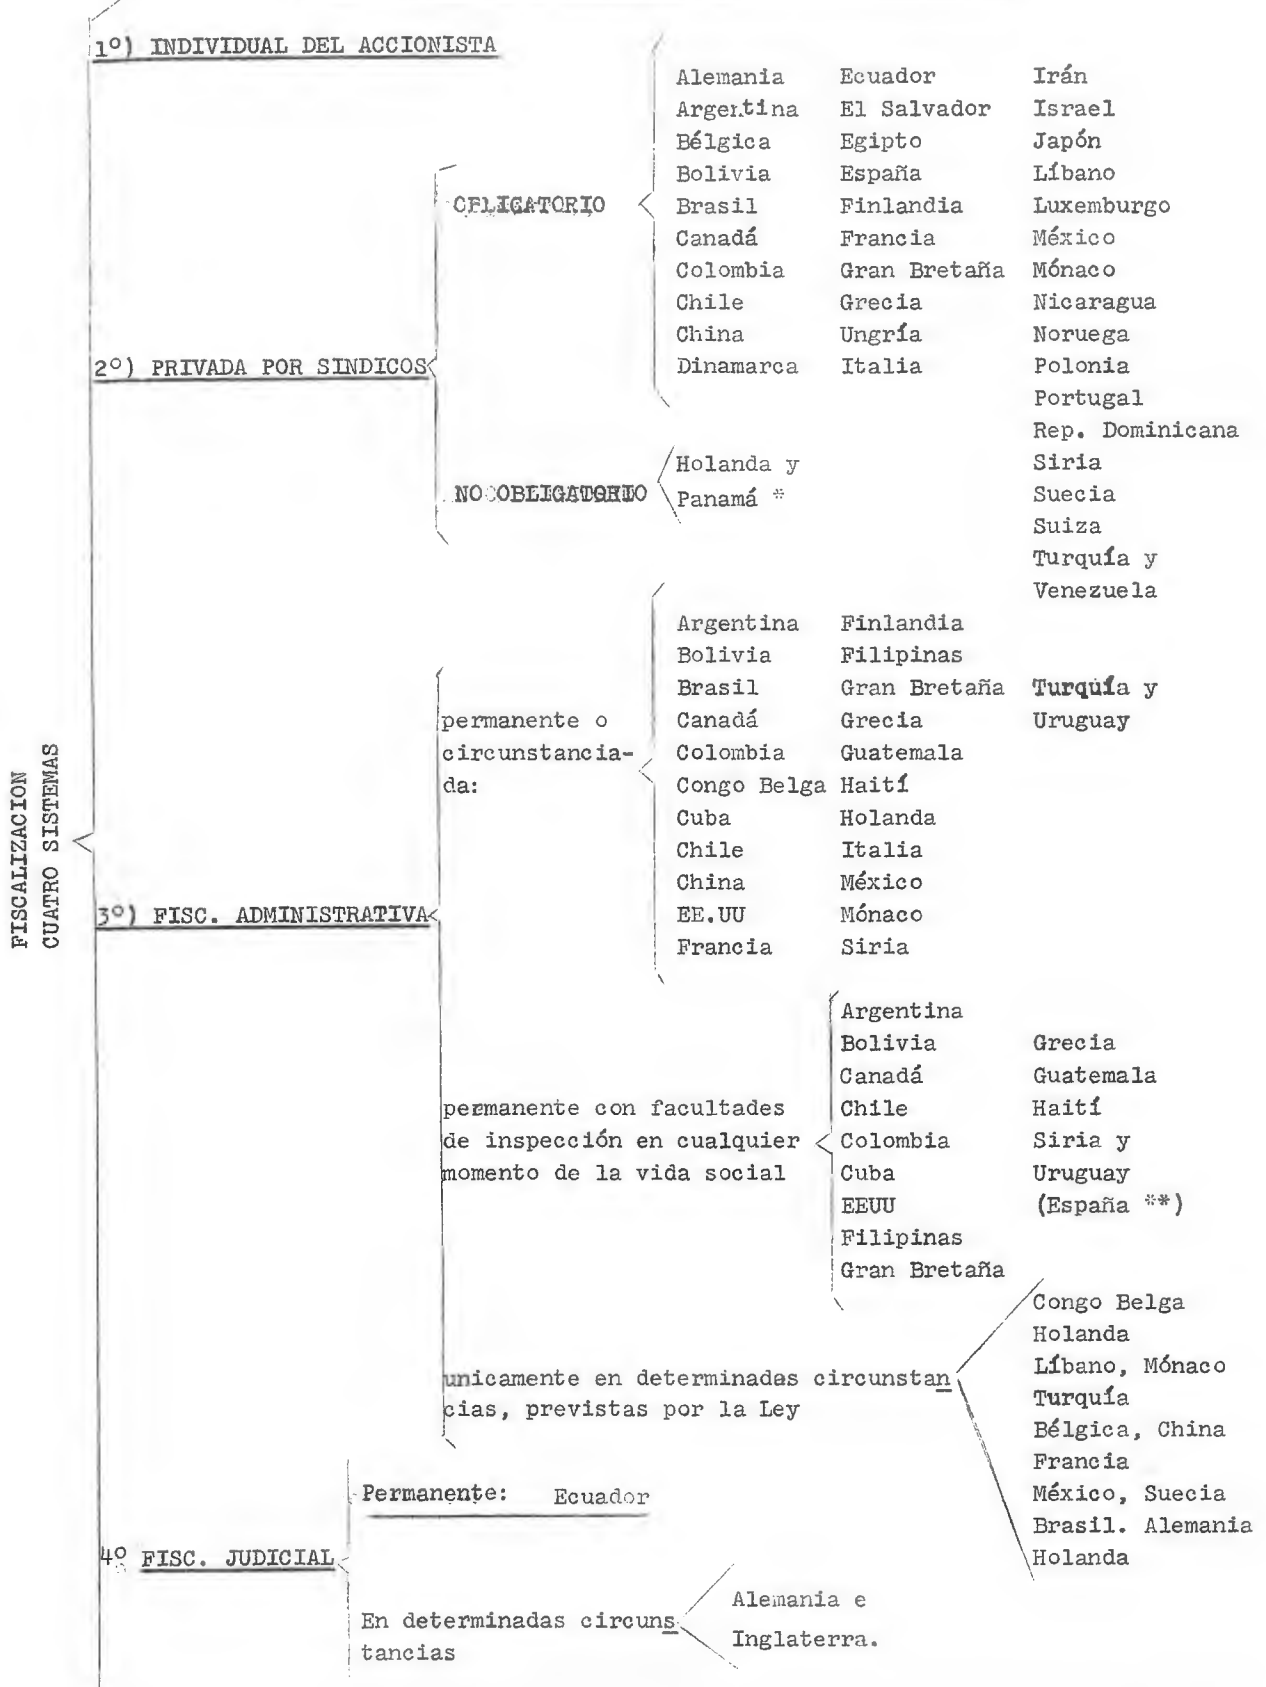 FISCALIZACION
CUATRO SISTEMAS
1º) INDIVIDUAL DEL ACCIONISTA
2º) PRIVADA POR SINDICOS
OBLIGATORIO
Alemania Ecuador Irán
Argentina El Salvador Israel
Bélgica Egipto Japón
Bolivia España Líbano
Brasil Finlandia Luxemburgo
Canadá Francia México
Colombia Gran Bretaña Mónaco
Chile Grecia Nicaragua
China Ungría Noruega
Dinamarca Italia Polonia
Portugal
Rep. Dominicana
Siria
Suecia
Suiza
Turquía y
Venezuela
NO OBLIGATORIO
Holanda y
Panamá *
3º) FISC. ADMINISTRATIVA
permanente o
circunstancia-
da:
Argentina Finlandia
Bolivia Filipinas
Brasil Gran Bretaña Turquía y
Canadá Grecia Uruguay
Colombia Guatemala
Congo Belga Haití
Cuba Holanda
Chile Italia
China México
EE.UU Mónaco
Francia Siria
permanente con facultades
de inspección en cualquier
momento de la vida social
Argentina
Bolivia Grecia
Canadá Guatemala
Chile Haití
Colombia Siria y
Cuba Uruguay
EEUU (España **)
Filipinas
Gran Bretaña
unicamente en determinadas circunstan
cias, previstas por la Ley
Congo Belga
Holanda
Líbano, Mónaco
Turquía
Bélgica, China
Francia
México, Suecia
Brasil. Alemania
Holanda
4º FISC. JUDICIAL
Permanente: Ecuador
En determinadas circuns
tancias
Alemania e
Inglaterra.